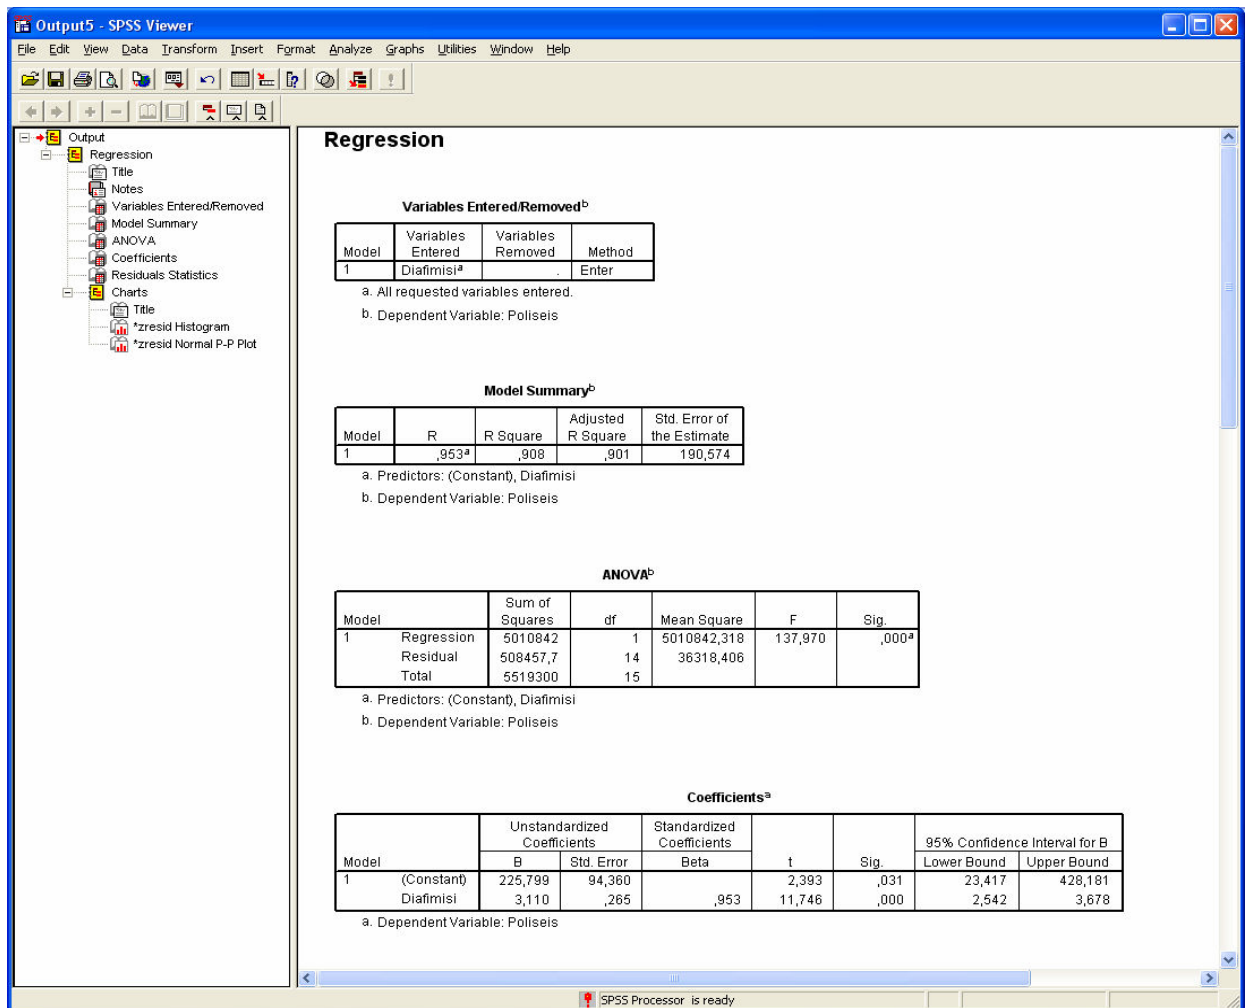 Output5 - SPSS Viewer
File Edit View Data Transform Insert Format Analyze Graphs Utilities Window Help
Output
Regression
Title
Notes
Variables Entered/Removed
Model Summary
ANOVA
Coefficients
Residuals Statistics
Charts
Title
*zresid Histogram
*zresid Normal P-P Plot
Regression
Variables Entered/Removedb
Model Variables Entered Variables Removed Method
1 Diafimisia . Enter
a. All requested variables entered.
b. Dependent Variable: Poliseis
Model Summaryb
Model R R Square Adjusted R Square Std. Error of the Estimate
1 ,953a ,908 ,901 190,574
a. Predictors: (Constant), Diafimisi
b. Dependent Variable: Poliseis
ANOVAb
Model Sum of Squares df Mean Square F Sig.
1 Regression 5010842 1 5010842,318 137,970 ,000a
Residual 508457,7 14 36318,406
Total 5519300 15
a. Predictors: (Constant), Diafimisi
b. Dependent Variable: Poliseis
Coefficientsa
Unstandardized Coefficients Standardized Coefficients 95% Confidence Interval for B
Model B Std. Error Beta t Sig. Lower Bound Upper Bound
1 (Constant) 225,799 94,360 2,393 ,031 23,417 428,181
Diafimisi 3,110 ,265 ,953 11,746 ,000 2,542 3,678
a. Dependent Variable: Poliseis
SPSS Processor is ready